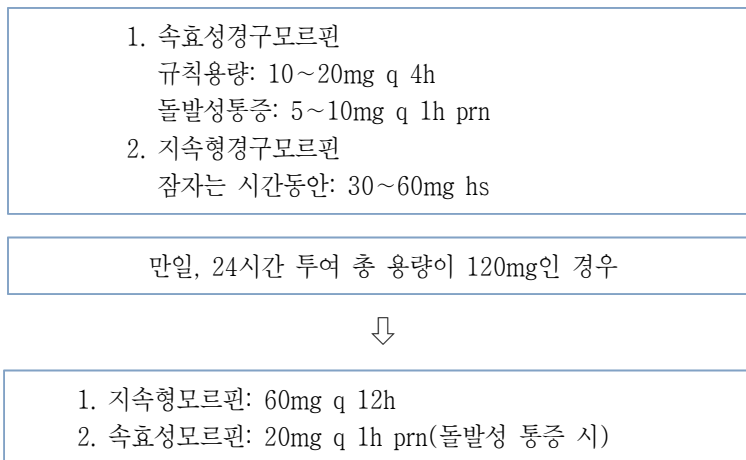 1. 속효성경구모르핀
규칙용량: 10~20mg q 4h
돌발성통증: 5~10mg q 1h prn
2. 지속형경구모르핀
잠자는 시간동안: 30~60mg hs
만일, 24시간 투여 총 용량이 120mg인 경우
⇩
1. 지속형모르핀: 60mg q 12h
2. 속효성모르핀: 20mg q 1h prn(돌발성 통증 시)